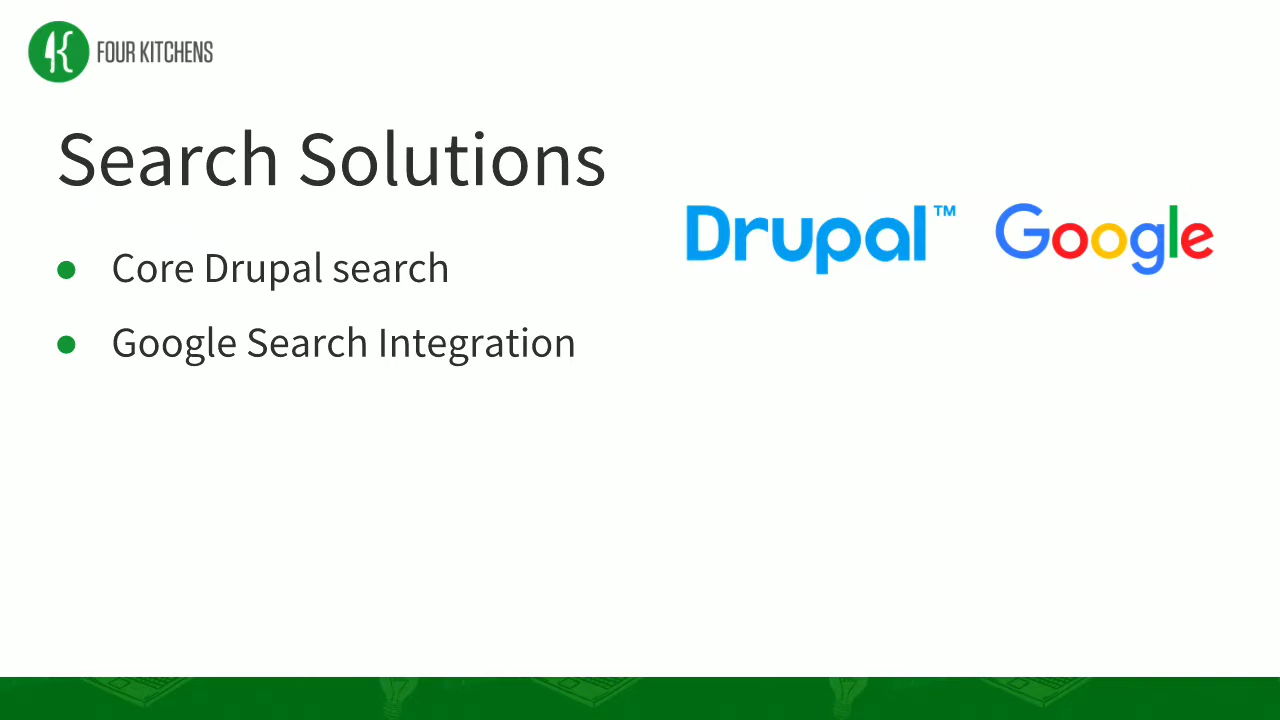 FOUR KITCHENS
Search Solutions
Drupal™ Google
● Core Drupal search
● Google Search Integration